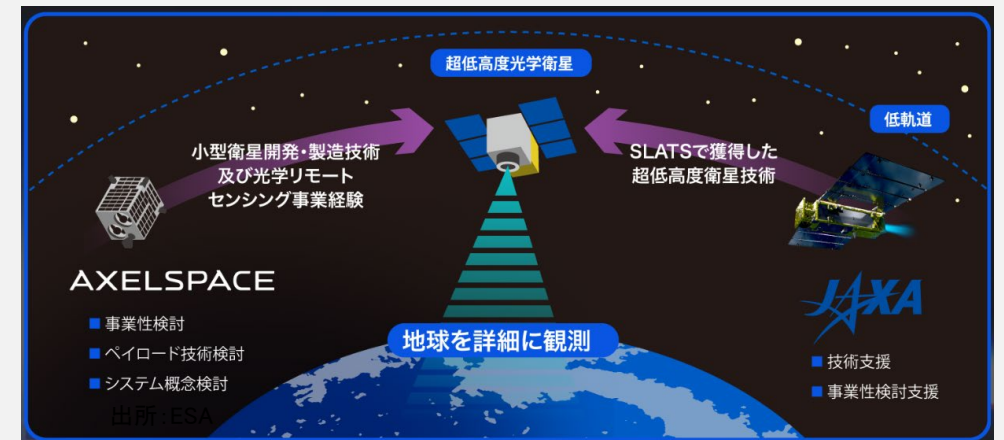 超低高度光学衛星
低軌道
小型衛星開発・製造技術
及び光学リモート
センシング事業経験
SLATSで獲得した
超低高度衛星技術
AXELSPACE
事業性検討
ペイロード技術検討
システム概念検討
出所:ESA
地球を詳細に観測
JAXA
技術支援
事業性検討支援